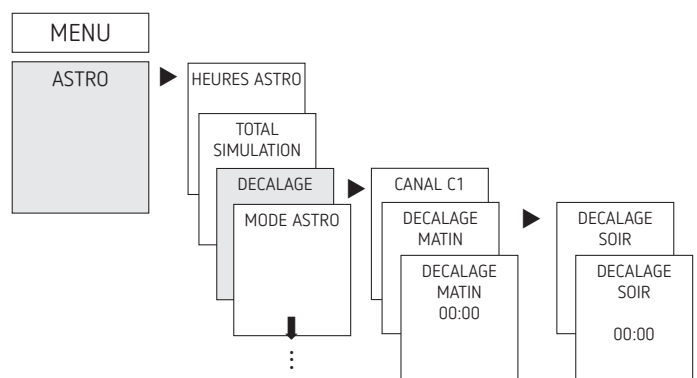 MENU
ASTRO
HEURES ASTRO
TOTAL
SIMULATION
DECALAGE
MODE ASTRO
CANAL C1
DECALAGE
MATIN
DECALAGE
MATIN
00:00
DECALAGE
SOIR
DECALAGE
SOIR
00:00